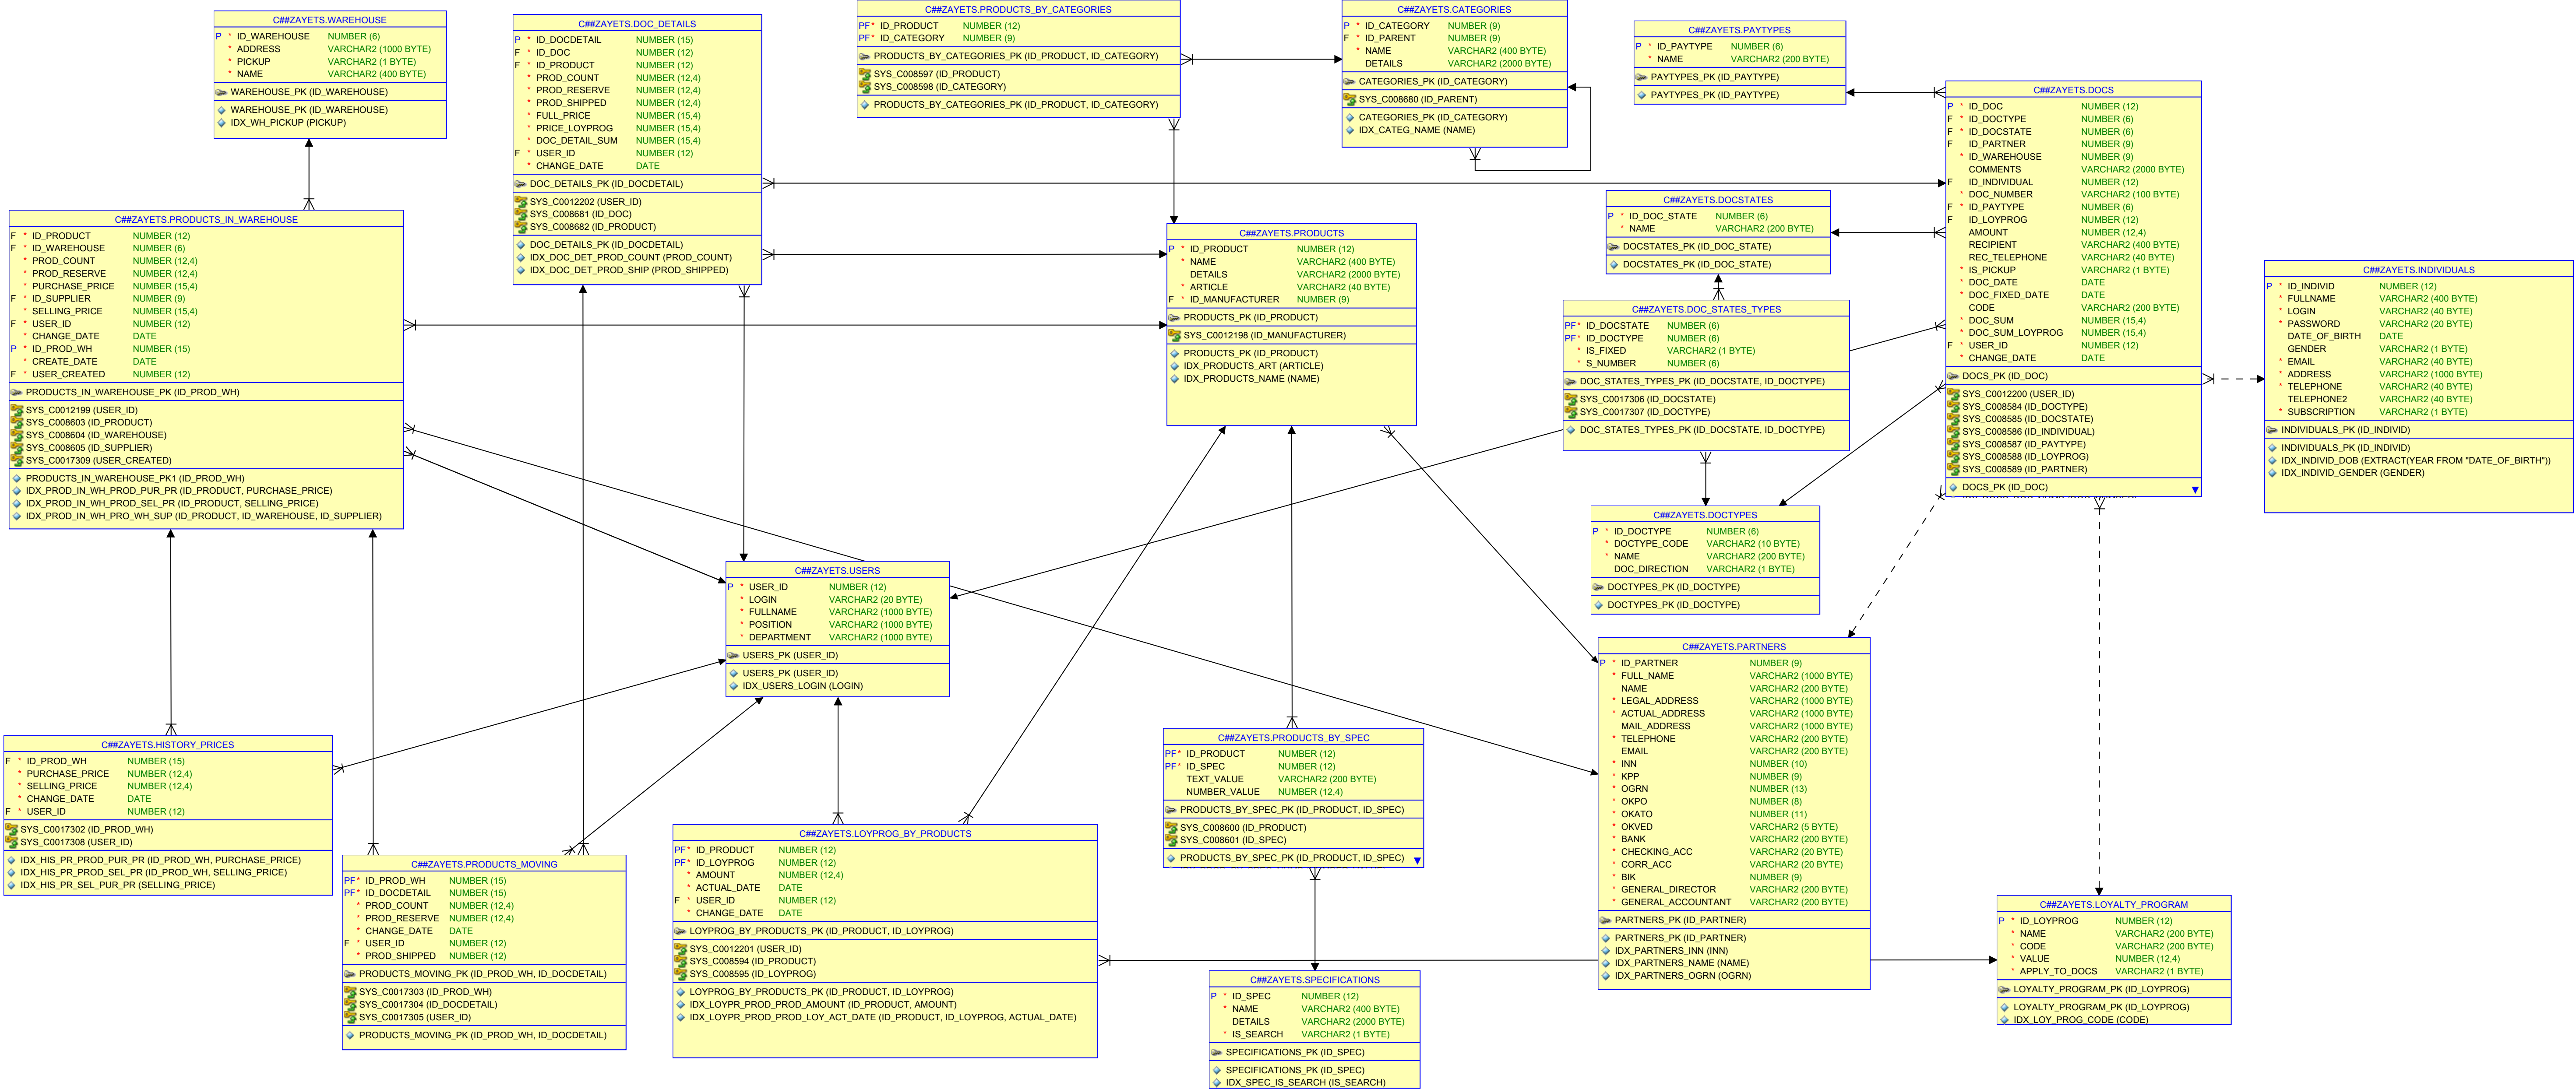 C##ZAYETS.WAREHOUSE
P * ID_WAREHOUSE NUMBER (6)
* ADDRESS VARCHAR2 (1000 BYTE)
* PICKUP VARCHAR2 (1 BYTE)
* NAME VARCHAR2 (400 BYTE)
WAREHOUSE_PK (ID_WAREHOUSE)
WAREHOUSE_PK (ID_WAREHOUSE)
IDX_WH_PICKUP (PICKUP)
C##ZAYETS.DOC_DETAILS
P * ID_DOCDETAIL NUMBER (15)
F * ID_DOC NUMBER (12)
F * ID_PRODUCT NUMBER (12)
* PROD_COUNT NUMBER (12,4)
* PROD_RESERVE NUMBER (12,4)
* PROD_SHIPPED NUMBER (12,4)
* FULL_PRICE NUMBER (15,4)
* PRICE_LOYPROG NUMBER (15,4)
* DOC_DETAIL_SUM NUMBER (15,4)
F * USER_ID NUMBER (12)
* CHANGE_DATE DATE
DOC_DETAILS_PK (ID_DOCDETAIL)
SYS_C0012202 (USER_ID)
SYS_C008681 (ID_DOC)
SYS_C008682 (ID_PRODUCT)
DOC_DETAILS_PK (ID_DOCDETAIL)
IDX_DOC_DET_PROD_COUNT (PROD_COUNT)
IDX_DOC_DET_PROD_SHIP (PROD_SHIPPED)
C##ZAYETS.PRODUCTS_BY_CATEGORIES
PF* ID_PRODUCT NUMBER (12)
PF* ID_CATEGORY NUMBER (9)
PRODUCTS_BY_CATEGORIES_PK (ID_PRODUCT, ID_CATEGORY)
SYS_C008597 (ID_PRODUCT)
SYS_C008598 (ID_CATEGORY)
PRODUCTS_BY_CATEGORIES_PK (ID_PRODUCT, ID_CATEGORY)
C##ZAYETS.CATEGORIES
P * ID_CATEGORY NUMBER (9)
F * ID_PARENT NUMBER (9)
* NAME VARCHAR2 (400 BYTE)
DETAILS VARCHAR2 (2000 BYTE)
CATEGORIES_PK (ID_CATEGORY)
SYS_C008680 (ID_PARENT)
CATEGORIES_PK (ID_CATEGORY)
IDX_CATEG_NAME (NAME)
C##ZAYETS.PAYTYPES
P * ID_PAYTYPE NUMBER (6)
* NAME VARCHAR2 (200 BYTE)
PAYTYPES_PK (ID_PAYTYPE)
PAYTYPES_PK (ID_PAYTYPE)
C##ZAYETS.DOCS
P * ID_DOC NUMBER (12)
F * ID_DOCTYPE NUMBER (6)
F * ID_DOCSTATE NUMBER (6)
F ID_PARTNER NUMBER (9)
* ID_WAREHOUSE NUMBER (9)
COMMENTS VARCHAR2 (2000 BYTE)
F ID_INDIVIDUAL NUMBER (12)
* DOC_NUMBER VARCHAR2 (100 BYTE)
F * ID_PAYTYPE NUMBER (6)
F ID_LOYPROG NUMBER (12)
AMOUNT NUMBER (12,4)
RECIPIENT VARCHAR2 (400 BYTE)
REC_TELEPHONE VARCHAR2 (40 BYTE)
* IS_PICKUP VARCHAR2 (1 BYTE)
* DOC_DATE DATE
* DOC_FIXED_DATE DATE
CODE VARCHAR2 (200 BYTE)
* DOC_SUM NUMBER (15,4)
* DOC_SUM_LOYPROG NUMBER (15,4)
F * USER_ID NUMBER (12)
* CHANGE_DATE DATE
DOCS_PK (ID_DOC)
SYS_C0012200 (USER_ID)
SYS_C008584 (ID_DOCTYPE)
SYS_C008585 (ID_DOCSTATE)
SYS_C008586 (ID_INDIVIDUAL)
SYS_C008587 (ID_PAYTYPE)
SYS_C008588 (ID_LOYPROG)
SYS_C008589 (ID_PARTNER)
DOCS_PK (ID_DOC)
C##ZAYETS.PRODUCTS_IN_WAREHOUSE
F * ID_PRODUCT NUMBER (12)
F * ID_WAREHOUSE NUMBER (6)
* PROD_COUNT NUMBER (12,4)
* PROD_RESERVE NUMBER (12,4)
* PURCHASE_PRICE NUMBER (15,4)
F * ID_SUPPLIER NUMBER (9)
* SELLING_PRICE NUMBER (15,4)
F * USER_ID NUMBER (12)
* CHANGE_DATE DATE
P * ID_PROD_WH NUMBER (15)
* CREATE_DATE DATE
F * USER_CREATED NUMBER (12)
PRODUCTS_IN_WAREHOUSE_PK (ID_PROD_WH)
SYS_C0012199 (USER_ID)
SYS_C008603 (ID_PRODUCT)
SYS_C008604 (ID_WAREHOUSE)
SYS_C008605 (ID_SUPPLIER)
SYS_C0017309 (USER_CREATED)
PRODUCTS_IN_WAREHOUSE_PK1 (ID_PROD_WH)
IDX_PROD_IN_WH_PROD_PUR_PR (ID_PRODUCT, PURCHASE_PRICE)
IDX_PROD_IN_WH_PROD_SEL_PR (ID_PRODUCT, SELLING_PRICE)
IDX_PROD_IN_WH_PRO_WH_SUP (ID_PRODUCT, ID_WAREHOUSE, ID_SUPPLIER)
C##ZAYETS.PRODUCTS
P * ID_PRODUCT NUMBER (12)
* NAME VARCHAR2 (400 BYTE)
DETAILS VARCHAR2 (2000 BYTE)
* ARTICLE VARCHAR2 (40 BYTE)
F * ID_MANUFACTURER NUMBER (9)
PRODUCTS_PK (ID_PRODUCT)
SYS_C0012198 (ID_MANUFACTURER)
PRODUCTS_PK (ID_PRODUCT)
IDX_PRODUCTS_ART (ARTICLE)
IDX_PRODUCTS_NAME (NAME)
C##ZAYETS.DOCSTATES
P * ID_DOC_STATE NUMBER (6)
* NAME VARCHAR2 (200 BYTE)
DOCSTATES_PK (ID_DOC_STATE)
DOCSTATES_PK (ID_DOC_STATE)
C##ZAYETS.DOC_STATES_TYPES
PF* ID_DOCSTATE NUMBER (6)
PF* ID_DOCTYPE NUMBER (6)
* IS_FIXED VARCHAR2 (1 BYTE)
* S_NUMBER NUMBER (6)
DOC_STATES_TYPES_PK (ID_DOCSTATE, ID_DOCTYPE)
SYS_C0017306 (ID_DOCSTATE)
SYS_C0017307 (ID_DOCTYPE)
DOC_STATES_TYPES_PK (ID_DOCSTATE, ID_DOCTYPE)
C##ZAYETS.INDIVIDUALS
P * ID_INDIVID NUMBER (12)
* FULLNAME VARCHAR2 (400 BYTE)
* LOGIN VARCHAR2 (40 BYTE)
* PASSWORD VARCHAR2 (20 BYTE)
DATE_OF_BIRTH DATE
GENDER VARCHAR2 (1 BYTE)
* EMAIL VARCHAR2 (40 BYTE)
* ADDRESS VARCHAR2 (1000 BYTE)
* TELEPHONE VARCHAR2 (40 BYTE)
TELEPHONE2 VARCHAR2 (40 BYTE)
* SUBSCRIPTION VARCHAR2 (1 BYTE)
INDIVIDUALS_PK (ID_INDIVID)
INDIVIDUALS_PK (ID_INDIVID)
IDX_INDIVID_DOB (EXTRACT(YEAR FROM "DATE_OF_BIRTH"))
IDX_INDIVID_GENDER (GENDER)
C##ZAYETS.DOCTYPES
P * ID_DOCTYPE NUMBER (6)
* DOCTYPE_CODE VARCHAR2 (10 BYTE)
* NAME VARCHAR2 (200 BYTE)
DOC_DIRECTION VARCHAR2 (1 BYTE)
DOCTYPES_PK (ID_DOCTYPE)
DOCTYPES_PK (ID_DOCTYPE)
C##ZAYETS.USERS
P * USER_ID NUMBER (12)
* LOGIN VARCHAR2 (20 BYTE)
* FULLNAME VARCHAR2 (1000 BYTE)
* POSITION VARCHAR2 (1000 BYTE)
* DEPARTMENT VARCHAR2 (1000 BYTE)
USERS_PK (USER_ID)
USERS_PK (USER_ID)
IDX_USERS_LOGIN (LOGIN)
C##ZAYETS.PARTNERS
P * ID_PARTNER NUMBER (9)
* FULL_NAME VARCHAR2 (1000 BYTE)
NAME VARCHAR2 (200 BYTE)
* LEGAL_ADDRESS VARCHAR2 (1000 BYTE)
* ACTUAL_ADDRESS VARCHAR2 (1000 BYTE)
MAIL_ADDRESS VARCHAR2 (1000 BYTE)
* TELEPHONE VARCHAR2 (200 BYTE)
EMAIL VARCHAR2 (200 BYTE)
* INN NUMBER (10)
* KPP NUMBER (9)
* OGRN NUMBER (13)
* OKPO NUMBER (8)
* OKATO NUMBER (11)
* OKVED VARCHAR2 (5 BYTE)
* BANK VARCHAR2 (200 BYTE)
* CHECKING_ACC VARCHAR2 (20 BYTE)
* CORR_ACC VARCHAR2 (20 BYTE)
* BIK NUMBER (9)
* GENERAL_DIRECTOR VARCHAR2 (200 BYTE)
* GENERAL_ACCOUNTANT VARCHAR2 (200 BYTE)
PARTNERS_PK (ID_PARTNER)
PARTNERS_PK (ID_PARTNER)
IDX_PARTNERS_INN (INN)
IDX_PARTNERS_NAME (NAME)
IDX_PARTNERS_OGRN (OGRN)
C##ZAYETS.HISTORY_PRICES
F * ID_PROD_WH NUMBER (15)
* PURCHASE_PRICE NUMBER (12,4)
* SELLING_PRICE NUMBER (12,4)
* CHANGE_DATE DATE
F * USER_ID NUMBER (12)
SYS_C0017302 (ID_PROD_WH)
SYS_C0017308 (USER_ID)
IDX_HIS_PR_PROD_PUR_PR (ID_PROD_WH, PURCHASE_PRICE)
IDX_HIS_PR_PROD_SEL_PR (ID_PROD_WH, SELLING_PRICE)
IDX_HIS_PR_SEL_PUR_PR (SELLING_PRICE)
C##ZAYETS.PRODUCTS_MOVING
PF* ID_PROD_WH NUMBER (15)
PF* ID_DOCDETAIL NUMBER (15)
* PROD_COUNT NUMBER (12,4)
* PROD_RESERVE NUMBER (12,4)
* CHANGE_DATE DATE
F * USER_ID NUMBER (12)
* PROD_SHIPPED NUMBER (12)
PRODUCTS_MOVING_PK (ID_PROD_WH, ID_DOCDETAIL)
SYS_C0017303 (ID_PROD_WH)
SYS_C0017304 (ID_DOCDETAIL)
SYS_C0017305 (USER_ID)
PRODUCTS_MOVING_PK (ID_PROD_WH, ID_DOCDETAIL)
C##ZAYETS.LOYPROG_BY_PRODUCTS
PF* ID_PRODUCT NUMBER (12)
PF* ID_LOYPROG NUMBER (12)
* AMOUNT NUMBER (12,4)
* ACTUAL_DATE DATE
F * USER_ID NUMBER (12)
* CHANGE_DATE DATE
LOYPROG_BY_PRODUCTS_PK (ID_PRODUCT, ID_LOYPROG)
SYS_C0012201 (USER_ID)
SYS_C008594 (ID_PRODUCT)
SYS_C008595 (ID_LOYPROG)
LOYPROG_BY_PRODUCTS_PK (ID_PRODUCT, ID_LOYPROG)
IDX_LOYPR_PROD_PROD_AMOUNT (ID_PRODUCT, AMOUNT)
IDX_LOYPR_PROD_PROD_LOY_ACT_DATE (ID_PRODUCT, ID_LOYPROG, ACTUAL_DATE)
C##ZAYETS.PRODUCTS_BY_SPEC
PF* ID_PRODUCT NUMBER (12)
PF* ID_SPEC NUMBER (12)
TEXT_VALUE VARCHAR2 (200 BYTE)
NUMBER_VALUE NUMBER (12,4)
PRODUCTS_BY_SPEC_PK (ID_PRODUCT, ID_SPEC)
SYS_C008600 (ID_PRODUCT)
SYS_C008601 (ID_SPEC)
PRODUCTS_BY_SPEC_PK (ID_PRODUCT, ID_SPEC)
C##ZAYETS.SPECIFICATIONS
P * ID_SPEC NUMBER (12)
* NAME VARCHAR2 (400 BYTE)
DETAILS VARCHAR2 (2000 BYTE)
* IS_SEARCH VARCHAR2 (1 BYTE)
SPECIFICATIONS_PK (ID_SPEC)
SPECIFICATIONS_PK (ID_SPEC)
IDX_SPEC_IS_SEARCH (IS_SEARCH)
C##ZAYETS.LOYALTY_PROGRAM
P * ID_LOYPROG NUMBER (12)
* NAME VARCHAR2 (200 BYTE)
* CODE VARCHAR2 (200 BYTE)
* VALUE NUMBER (12,4)
* APPLY_TO_DOCS VARCHAR2 (1 BYTE)
LOYALTY_PROGRAM_PK (ID_LOYPROG)
LOYALTY_PROGRAM_PK (ID_LOYPROG)
IDX_LOY_PROG_CODE (CODE)